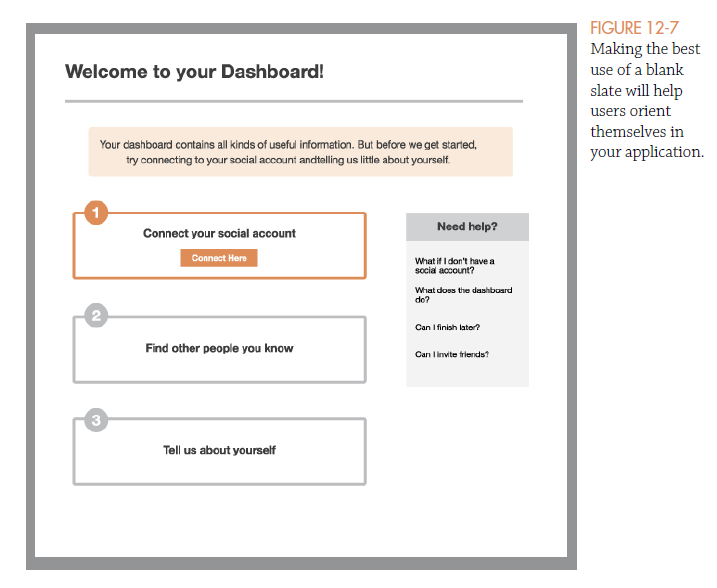 Welcome to your Dashboard!
Your dashboard contains all kinds of useful information. But before we get started,
try connecting to your social account andtelling us little about yourself.
1
Connect your social account
Connect Here
2
Find other people you know
3
Tell us about yourself
Need help?
What if I don't have a
social account?
What does the dashboard
do?
Can I finish later?
Can I invite friends?
FIGURE 12-7
Making the best
use of a blank
slate will help
users orient
themselves in
your application.